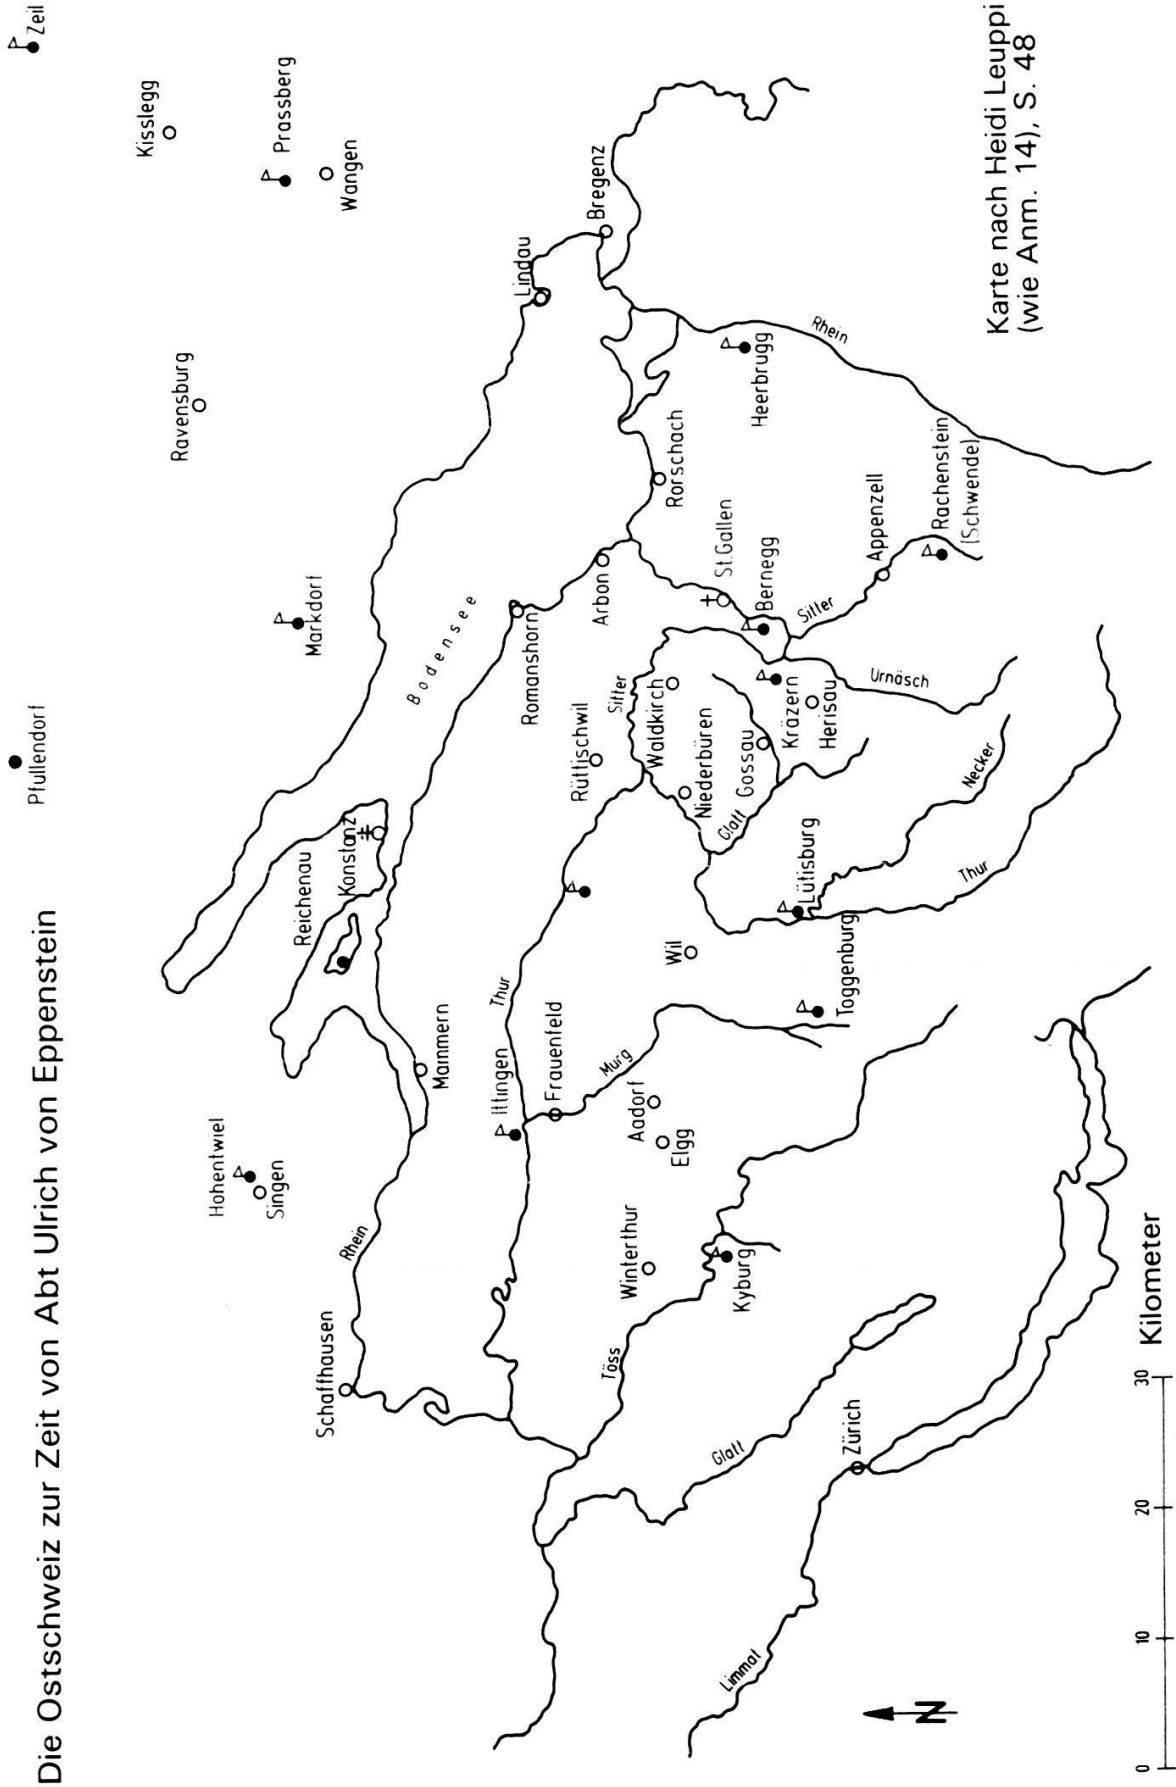 Die Ostschweiz zur Zeit von Abt Ulrich von Eppenstein
Pfullendorf
Zeil
Kisslegg
Prassberg
Wangen
Ravensburg
Markdorf
Hohentwiel
Singen
Reichenau
Konstanz
Bodensee
Lindau
Bregenz
Schaffhausen
Rhein
Mammern
Romanshorn
Arbon
Rorschach
Rhein
Heerbrugg
Ittingen
Thur
Frauenfeld
Rüttischwil
Sitter
Waldkirch
Niederbüren
Gossau
Glatt
St.Gallen
Bernegg
Kräzern
Herisau
Sitter
Urnäsch
Appenzell
Rachenstein
(Schwende)
Winterthur
Aadorf
Elgg
Murg
Wil
Töss
Kyburg
Toggenburg
Lütisburg
Necker
Thur
Glatt
Zürich
Limmat
N
0
10
20
30
Kilometer
Karte nach Heidi Leuppi
(wie Anm. 14), S. 48